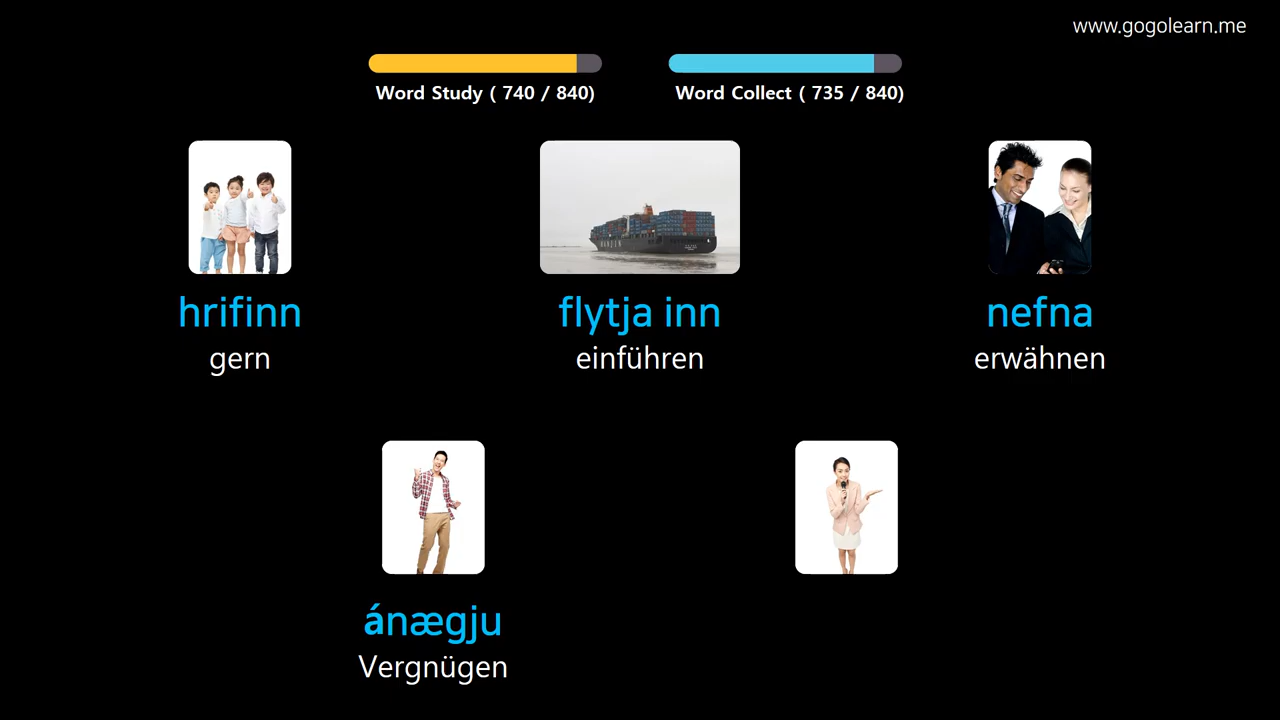 www.gogolearn.me
Word Study ( 740 / 840)
Word Collect ( 735 / 840)
hrifinn
gern
flytja inn
einführen
nefna
erwähnen
ánægju
Vergnügen